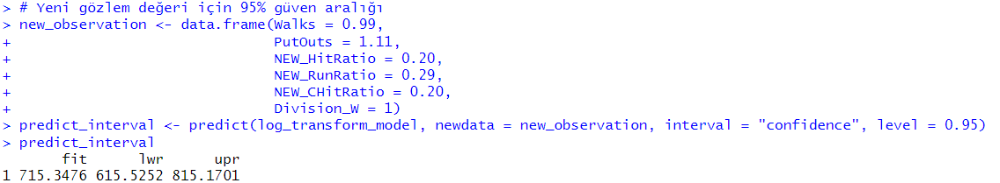 > # Yeni gözlem değeri için 95% güven aralığı
> new_observation <- data.frame(Walks = 0.99,
+                               PutOuts = 1.11,
+                               NEW_HitRatio = 0.20,
+                               NEW_RunRatio = 0.29,
+                               NEW_CHitRatio = 0.20,
+                               Division_W = 1)
> predict_interval <- predict(log_transform_model, newdata = new_observation, interval = "confidence", level = 0.95)
> predict_interval
       fit      lwr      upr
1 715.3476 615.5252 815.1701